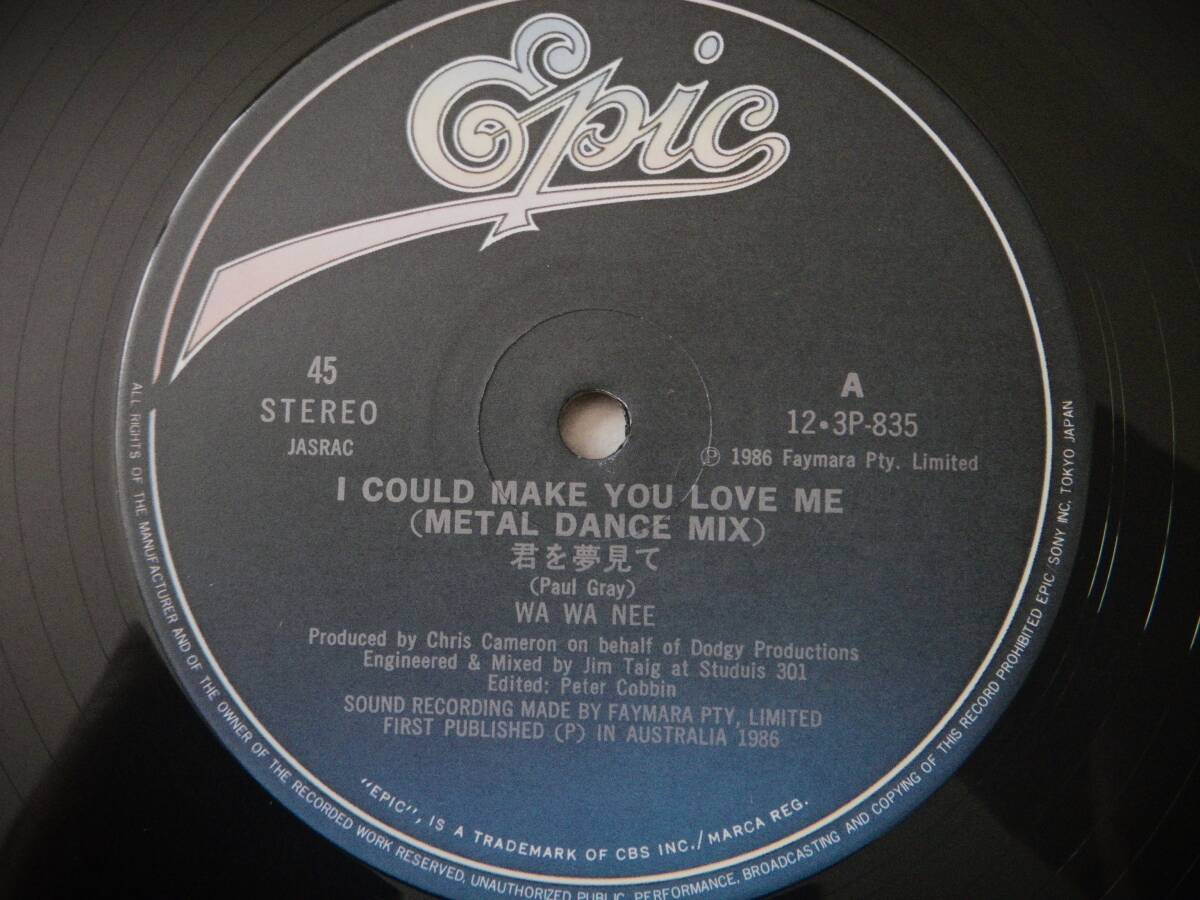 Epic
45
STEREO
JASRAC
A
12・3P-835
Ⓟ 1986 Faymara Pty. Limited
I COULD MAKE YOU LOVE ME
(METAL DANCE MIX)
君を夢見て
(Paul Gray)
WA WA NEE
Produced by Chris Cameron on behalf of Dodgy Productions
Engineered & Mixed by Jim Taig at Studuis 301
Edited: Peter Cobbin
SOUND RECORDING MADE BY FAYMARA PTY, LIMITED
FIRST PUBLISHED (P) IN AUSTRALIA 1986
"EPIC", IS A TRADEMARK OF CBS INC./MARCA REG.
ALL RIGHTS OF THE MANUFACTURER AND OF THE OWNER OF THE RECORDED WORK RESERVED. UNAUTHORIZED PUBLIC PERFORMANCE, BROADCASTING AND COPYING OF THIS RECORD PROHIBITED EPIC SONY INC. TOKYO JAPAN